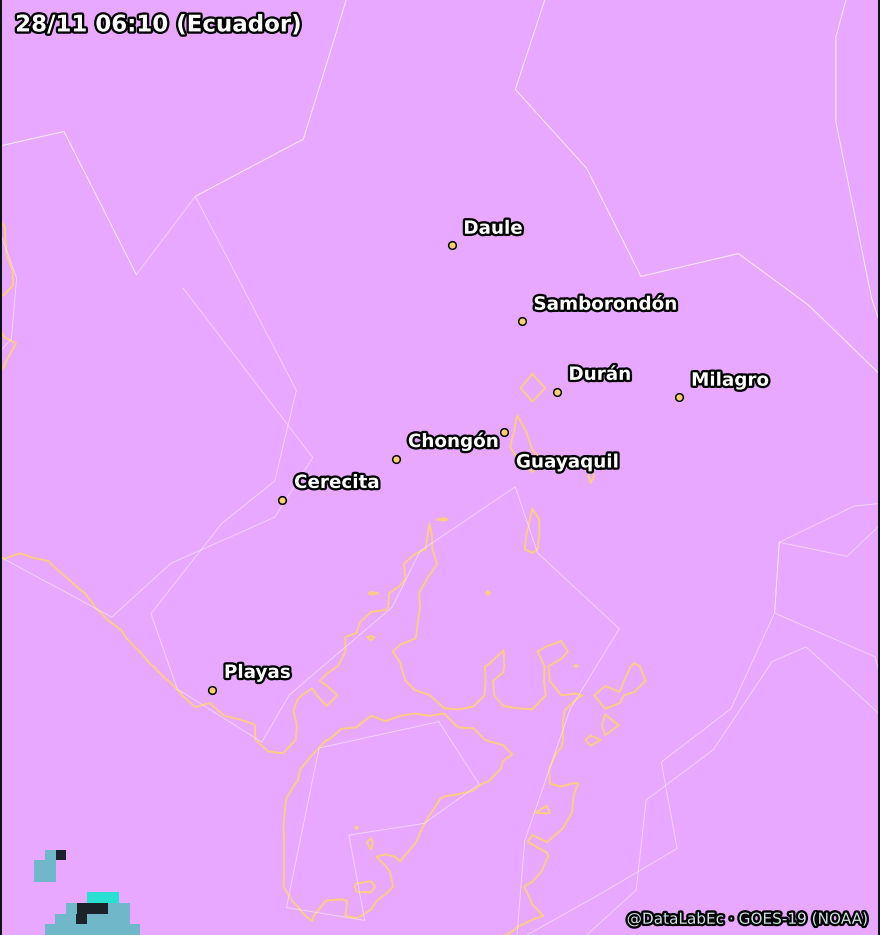 28/11 06:10 (Ecuador)
Daule
Samborondón
Durán
Milagro
Chongón
Guayaquil
Cerecita
Playas
@DataLabEc · GOES-19 (NOAA)